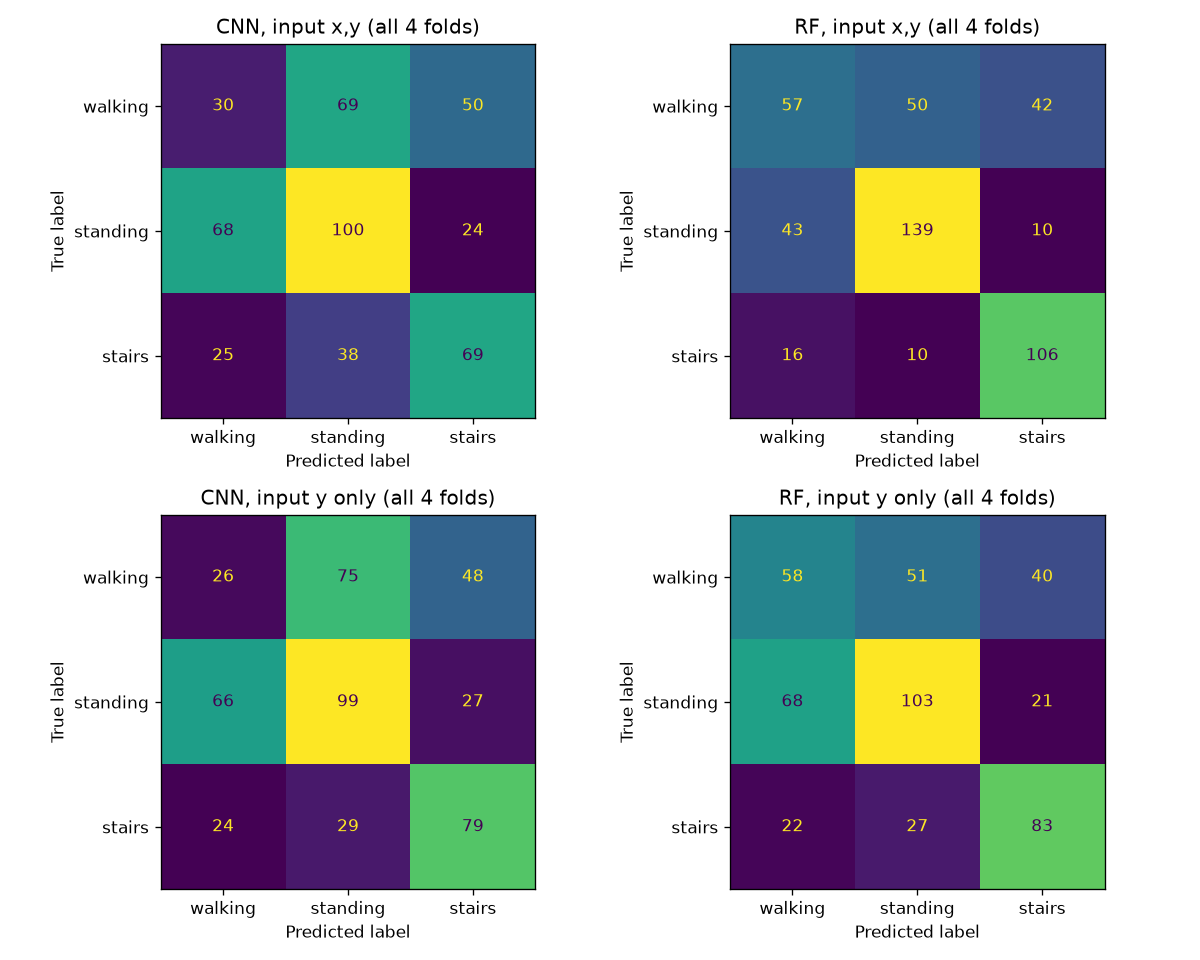 CNN, input x,y (all 4 folds)
True label
walking
30 69 50
standing
68 100 24
stairs
25 38 69
walking standing stairs
Predicted label
RF, input x,y (all 4 folds)
True label
walking
57 50 42
standing
43 139 10
stairs
16 10 106
walking standing stairs
Predicted label
CNN, input y only (all 4 folds)
True label
walking
26 75 48
standing
66 99 27
stairs
24 29 79
walking standing stairs
Predicted label
RF, input y only (all 4 folds)
True label
walking
58 51 40
standing
68 103 21
stairs
22 27 83
walking standing stairs
Predicted label